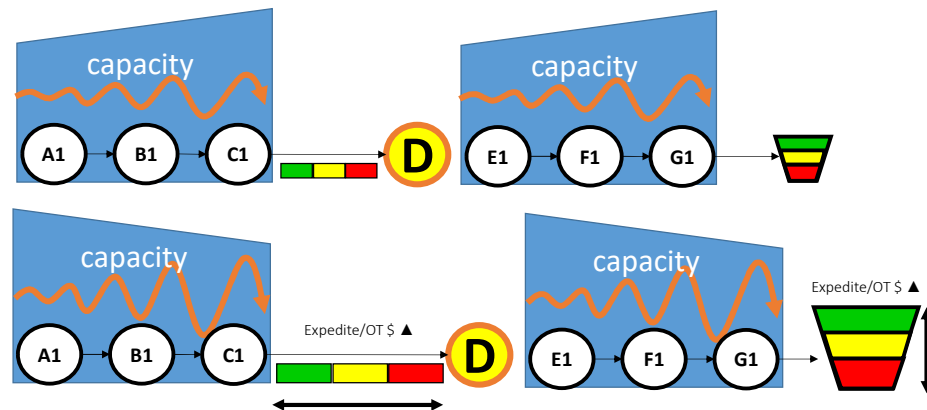 capacity
A1
B1
C1
D
capacity
E1
F1
G1
capacity
A1
B1
C1
Expedite/OT $ ▲
D
capacity
E1
F1
G1
Expedite/OT $ ▲